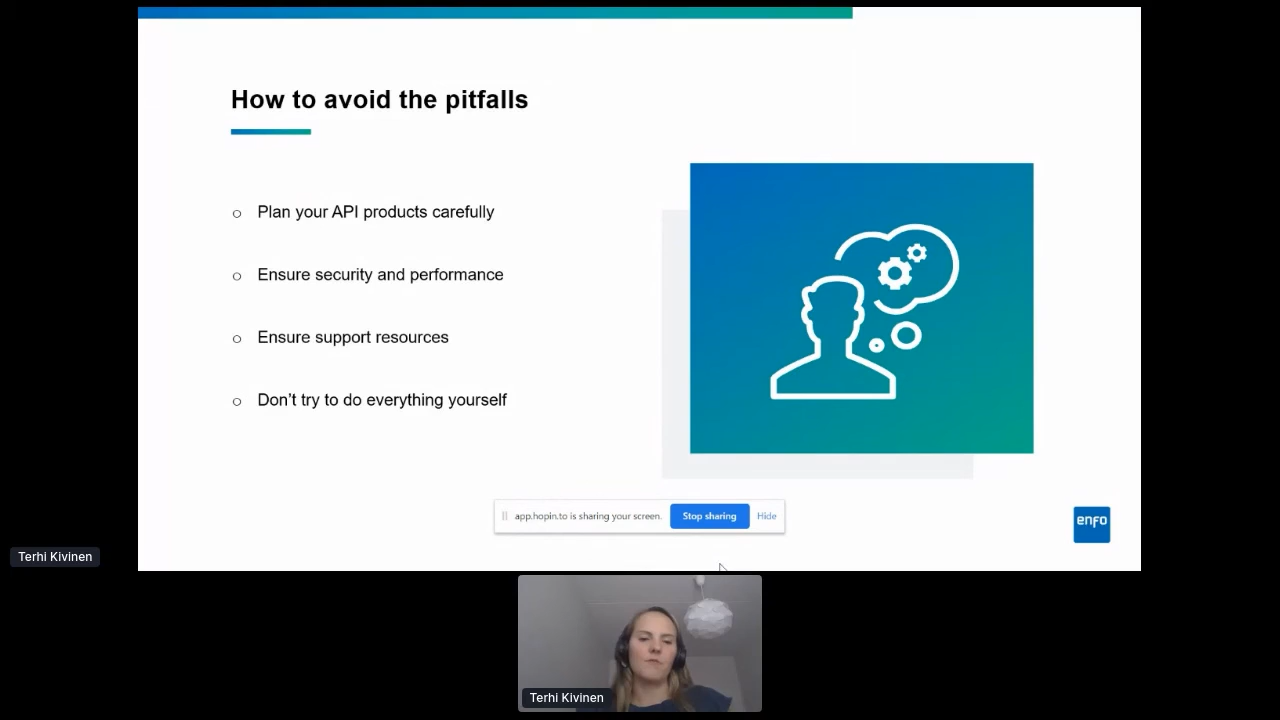 How to avoid the pitfalls
Plan your API products carefully
Ensure security and performance
Ensure support resources
Don’t try to do everything yourself
app.hopin.to is sharing your screen.
Stop sharing
Hide
enfo
Terhi Kivinen
Terhi Kivinen